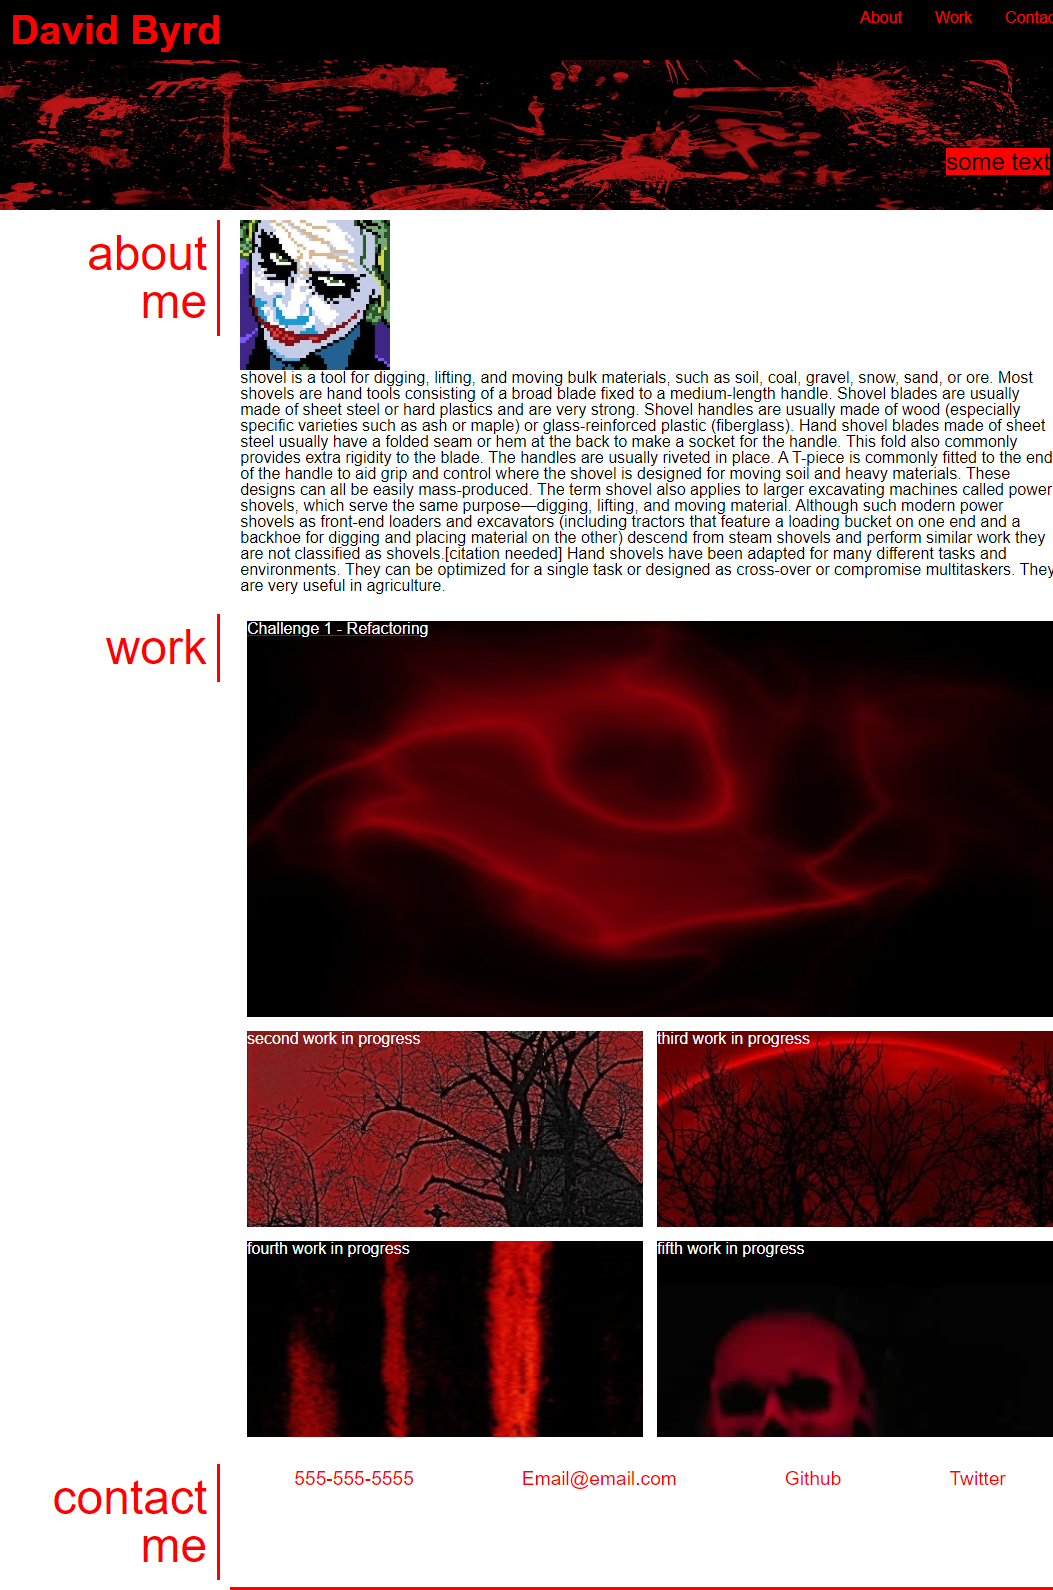 David Byrd
About Work Contac
some text
about
me
shovel is a tool for digging, lifting, and moving bulk materials, such as soil, coal, gravel, snow, sand, or ore. Most
shovels are hand tools consisting of a broad blade fixed to a medium-length handle. Shovel blades are usually
made of sheet steel or hard plastics and are very strong. Shovel handles are usually made of wood (especially
specific varieties such as ash or maple) or glass-reinforced plastic (fiberglass). Hand shovel blades made of sheet
steel usually have a folded seam or hem at the back to make a socket for the handle. This fold also commonly
provides extra rigidity to the blade. The handles are usually riveted in place. A T-piece is commonly fitted to the end
of the handle to aid grip and control where the shovel is designed for moving soil and heavy materials. These
designs can all be easily mass-produced. The term shovel also applies to larger excavating machines called power
shovels, which serve the same purpose—digging, lifting, and moving material. Although such modern power
shovels as front-end loaders and excavators (including tractors that feature a loading bucket on one end and a
backhoe for digging and placing material on the other) descend from steam shovels and perform similar work they
are not classified as shovels.[citation needed] Hand shovels have been adapted for many different tasks and
environments. They can be optimized for a single task or designed as cross-over or compromise multitaskers. They
are very useful in agriculture.
work
Challenge 1 - Refactoring
second work in progress
third work in progress
fourth work in progress
fifth work in progress
contact
me
555-555-5555 Email@email.com Github Twitter